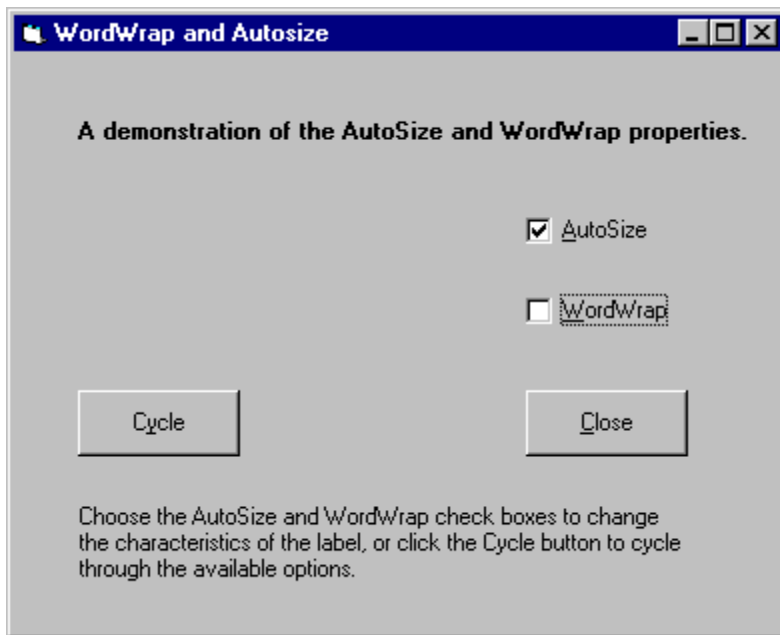 WordWrap and Autosize
A demonstration of the AutoSize and WordWrap properties.
AutoSize
WordWrap
Cycle Close
Choose the AutoSize and WordWrap check boxes to change
the characteristics of the label, or click the Cycle button to cycle
through the available options.